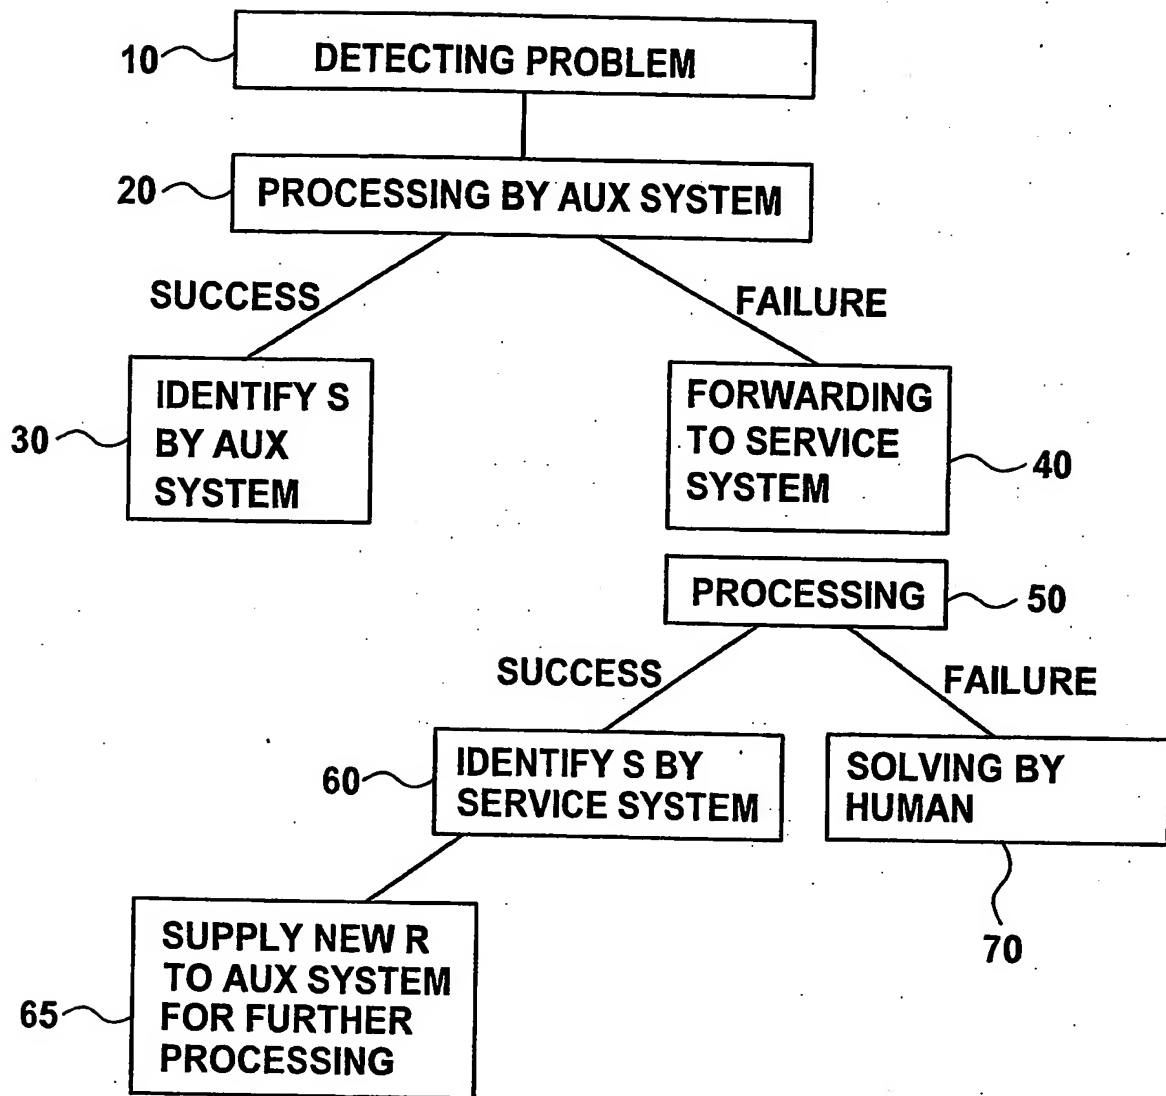 10
DETECTING PROBLEM
20
PROCESSING BY AUX SYSTEM
SUCCESS
FAILURE
30
IDENTIFY S
BY AUX
SYSTEM
FORWARDING
TO SERVICE
SYSTEM
40
PROCESSING
50
SUCCESS
FAILURE
60
IDENTIFY S BY
SERVICE SYSTEM
SOLVING BY
HUMAN
70
65
SUPPLY NEW R
TO AUX SYSTEM
FOR FURTHER
PROCESSING